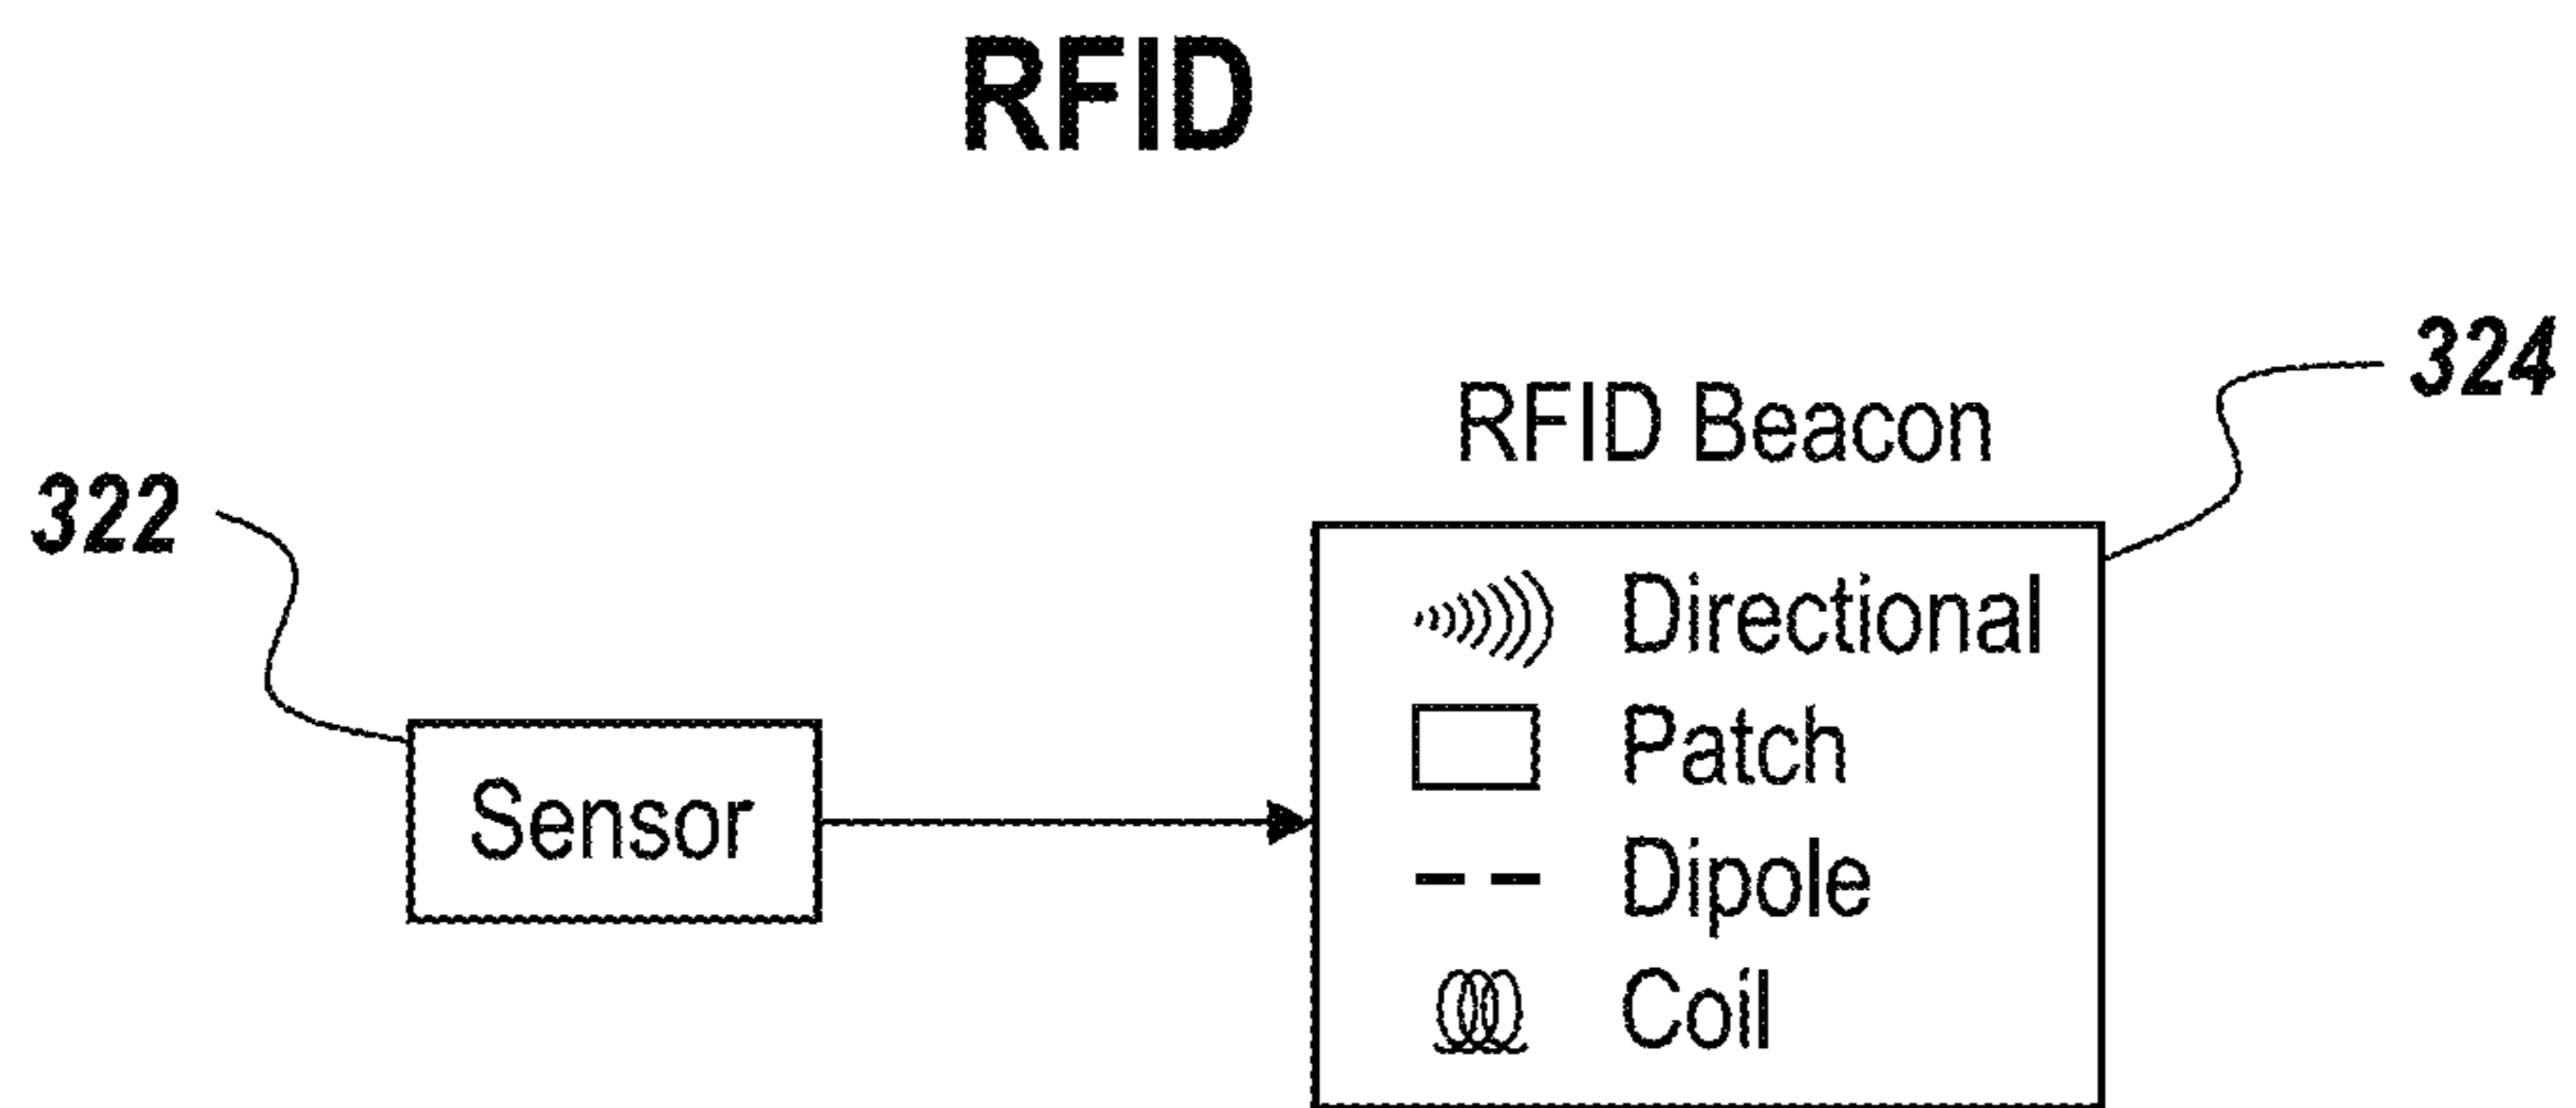 RFID
324
RFID Beacon
322
Directional
Patch
Sensor
Dipole
Coil